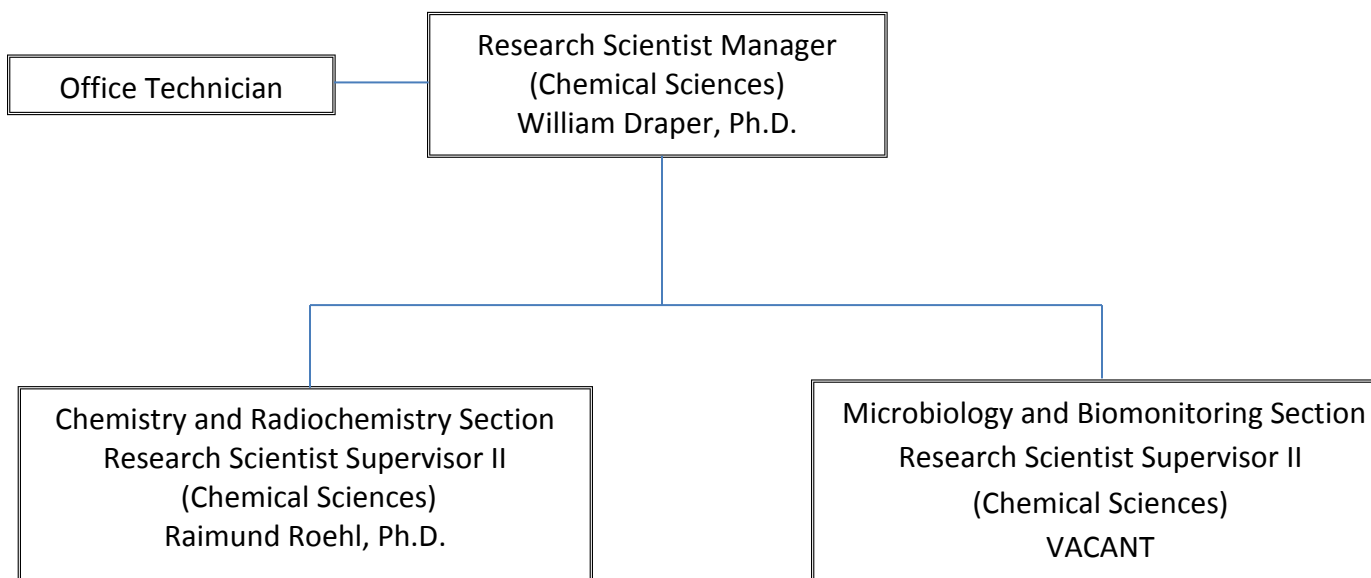 Research Scientist Manager
(Chemical Sciences)
William Draper, Ph.D.
Office Technician
Chemistry and Radiochemistry Section
Research Scientist Supervisor II
(Chemical Sciences)
Raimund Roehl, Ph.D.
Microbiology and Biomonitoring Section
Research Scientist Supervisor II
(Chemical Sciences)
VACANT